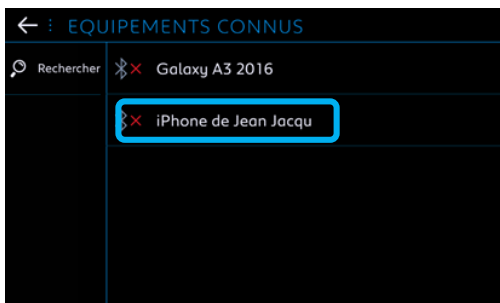 EQUIPEMENTS CONNUS
Rechercher
Galaxy A3 2016
iPhone de Jean Jacqu